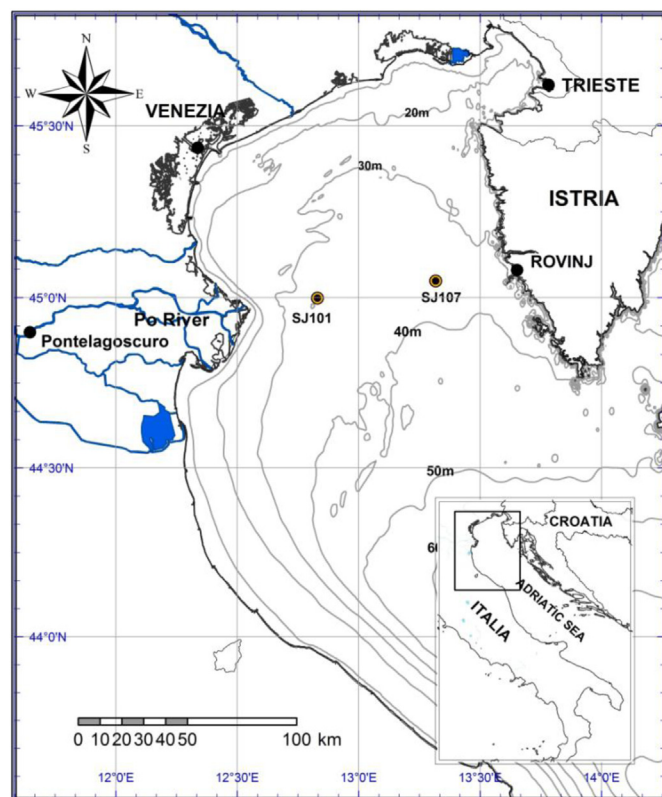 N
W
E
S
VENEZIA
TRIESTE
20m
45°30'N
30m
ISTRIA
ROVINJ
SJ107
45°0'N
SJ101
Po River
40m
Pontelagoscuro
44°30'N
50m
60
CROATIA
ADRIATIC SEA
ITALIA
44°0'N
0 10 20 30 40 50 100 km
12°0'E 12°30'E 13°0'E 13°30'E 14°0'E